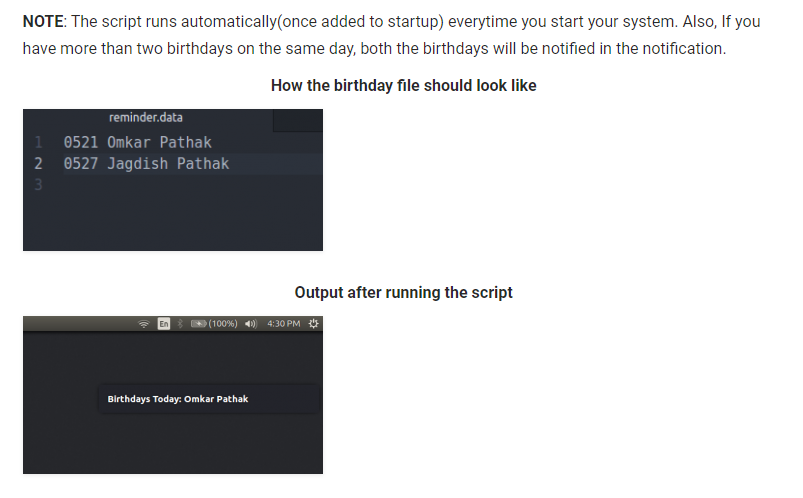 NOTE: The script runs automatically(once added to startup) everytime you start your system. Also, If you
have more than two birthdays on the same day, both the birthdays will be notified in the notification.
How the birthday file should look like
reminder.data
1 0521 Omkar Pathak
2 0527 Jagdish Pathak
3
Output after running the script
En (100%) 4:30 PM
Birthdays Today: Omkar Pathak